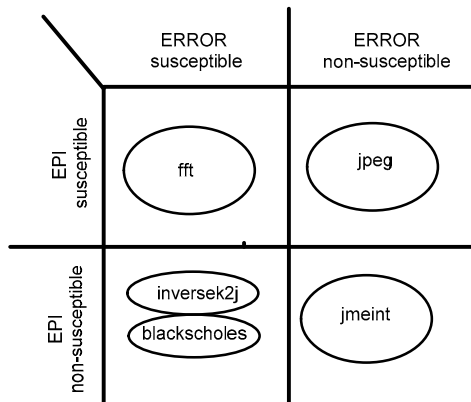 ERROR
susceptible
ERROR
non-susceptible
EPI
susceptible
fft
jpeg
EPI
non-susceptible
inversek2j
blackscholes
jmeint